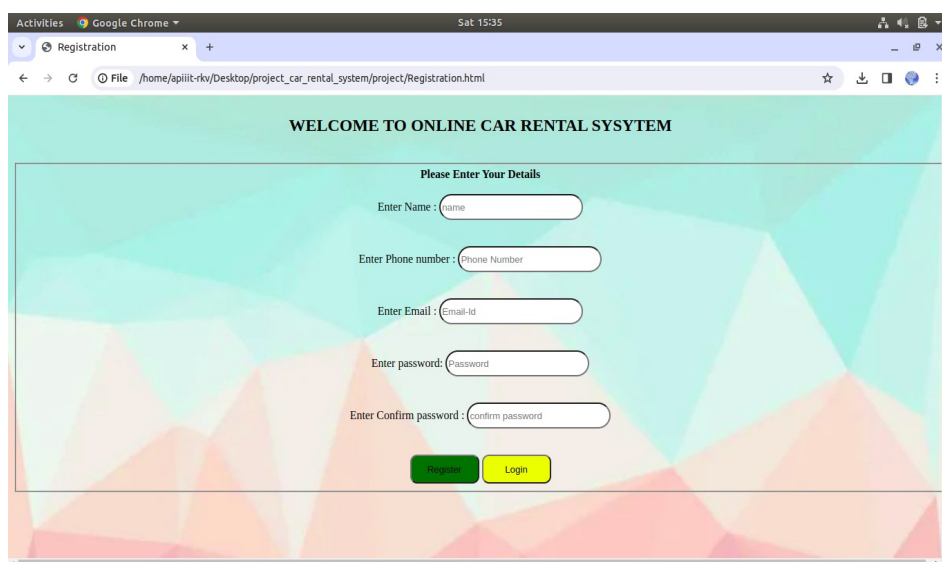 Activities Google Chrome Sat 15:35
Registration
File /home/apiiit-rkv/Desktop/project_car_rental_system/project/Registration.html
WELCOME TO ONLINE CAR RENTAL SYSYTEM
Please Enter Your Details
Enter Name : name
Enter Phone number : Phone Number
Enter Email : Email-Id
Enter password: Password
Enter Confirm password : confirm password
Register Login